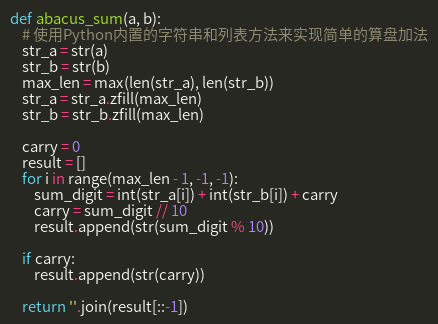 def abacus_sum(a, b):
    # 使用Python内置的字符串和列表方法来实现简单的算盘加法
    str_a = str(a)
    str_b = str(b)
    max_len = max(len(str_a), len(str_b))
    str_a = str_a.zfill(max_len)
    str_b = str_b.zfill(max_len)

    carry = 0
    result = []
    for i in range(max_len - 1, -1, -1):
        sum_digit = int(str_a[i]) + int(str_b[i]) + carry
        carry = sum_digit // 10
        result.append(str(sum_digit % 10))

    if carry:
        result.append(str(carry))

    return ''.join(result[::-1])